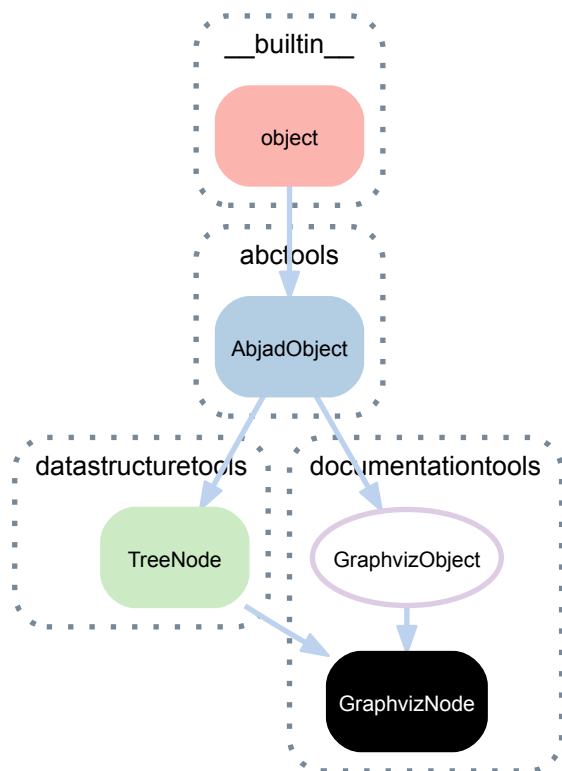 __builtin__
object
abctools
AbjadObject
datastructuretools
documentationtools
TreeNode
GraphvizObject
GraphvizNode